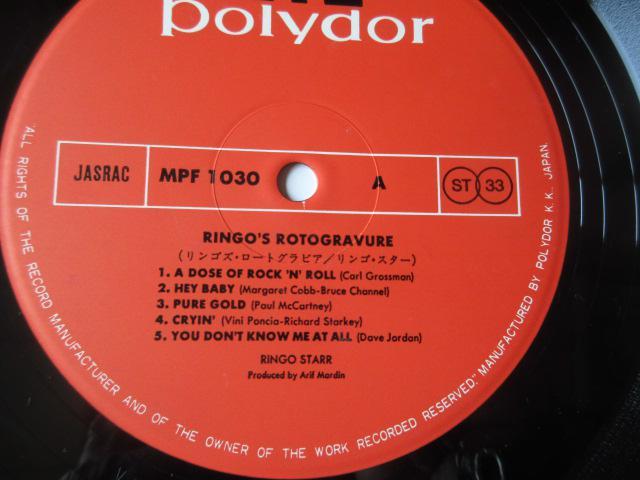 polydor
JASRAC
MPF 1030
A
ST 33
RINGO'S ROTOGRAVURE
(リンゴズ・ロートグラビア/リンゴ・スター)
1. A DOSE OF ROCK 'N' ROLL (Carl Grossman)
2. HEY BABY (Margaret Cobb-Bruce Channel)
3. PURE GOLD (Paul McCartney)
4. CRYIN' (Vini Poncia-Richard Starkey)
5. YOU DON'T KNOW ME AT ALL (Dave Jordan)
RINGO STARR
Produced by Arif Mardin
"ALL RIGHTS OF THE RECORD MANUFACTURER AND OF THE OWNER OF THE WORK RECORDED RESERVED." MANUFACTURED BY POLYDOR K.K., JAPAN.